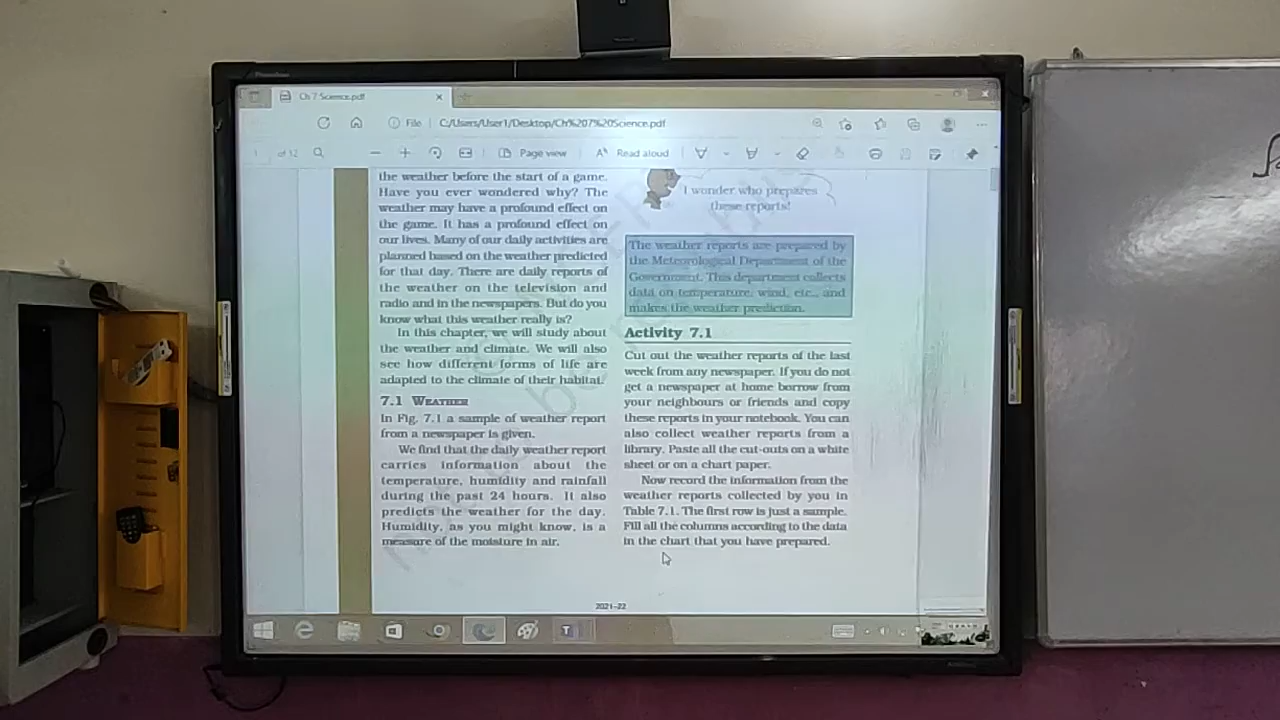 Ch 7 Science.pdf
File C:/Users/User1/Desktop/Ch%207%20Science.pdf
1 of 12 Page view Read aloud
the weather before the start of a game.
Have you ever wondered why? The
weather may have a profound effect on
the game. It has a profound effect on
our lives. Many of our daily activities are
planned based on the weather predicted
for that day. There are daily reports of
the weather on the television and
radio and in the newspapers. But do you
know what this weather really is?
In this chapter, we will study about
the weather and climate. We will also
see how different forms of life are
adapted to the climate of their habitat.
7.1 WEATHER
In Fig. 7.1 a sample of weather report
from a newspaper is given.
We find that the daily weather report
carries information about the
temperature, humidity and rainfall
during the past 24 hours. It also
predicts the weather for the day.
Humidity, as you might know, is a
measure of the moisture in air.
I wonder who prepares
these reports!
The weather reports are prepared by
the Meteorological Department of the
Government. This department collects
data on temperature, wind, etc., and
makes the weather prediction.
Activity 7.1
Cut out the weather reports of the last
week from any newspaper. If you do not
get a newspaper at home borrow from
your neighbours or friends and copy
these reports in your notebook. You can
also collect weather reports from a
library. Paste all the cut-outs on a white
sheet or on a chart paper.
Now record the information from the
weather reports collected by you in
Table 7.1. The first row is just a sample.
Fill all the columns according to the data
in the chart that you have prepared.
2021–22